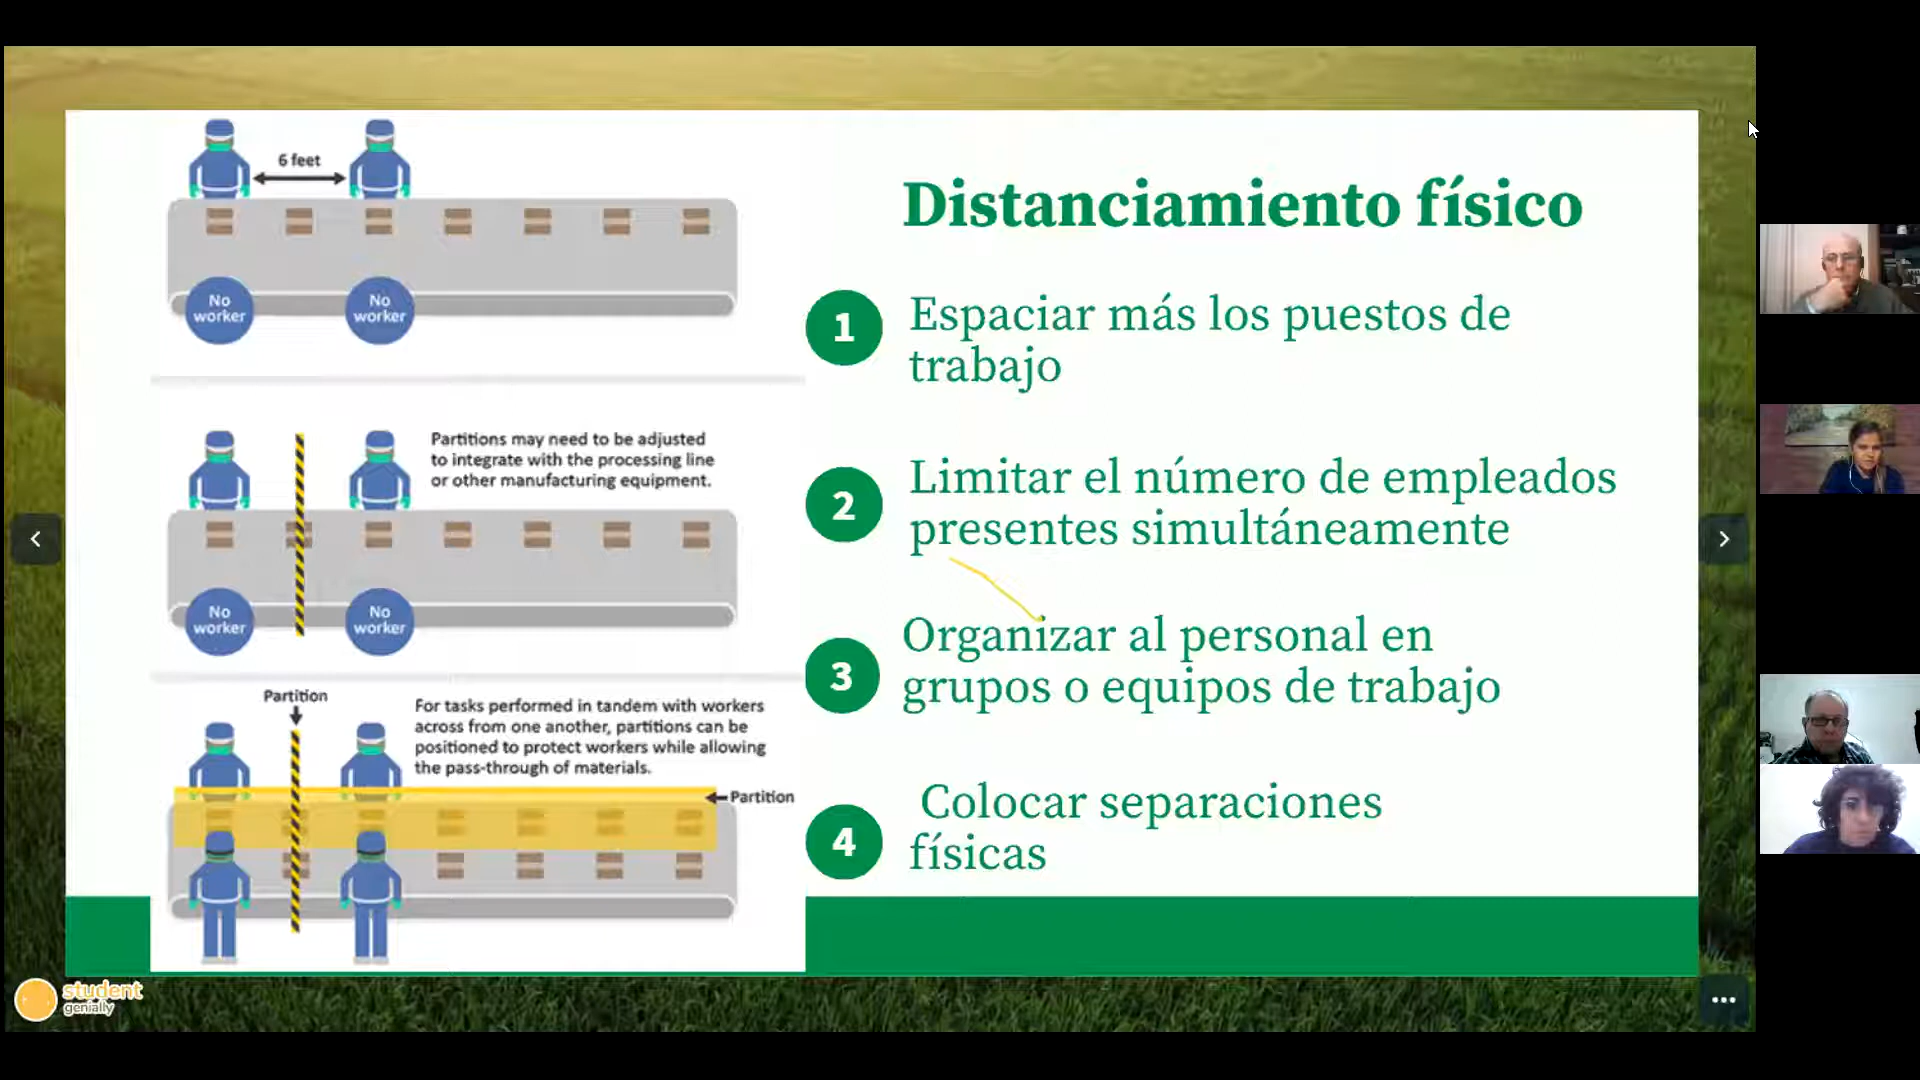 6 feet
No
worker
No
worker
Partitions may need to be adjusted
to integrate with the processing line
or other manufacturing equipment.
No
worker
No
worker
Partition
For tasks performed in tandem with workers
across from one another, partitions can be
positioned to protect workers while allowing
the pass-through of materials.
Partition
Distanciamiento físico
1
Espaciar más los puestos de
trabajo
2
Limitar el número de empleados
presentes simultáneamente
3
Organizar al personal en
grupos o equipos de trabajo
4
Colocar separaciones
físicas
student
genially